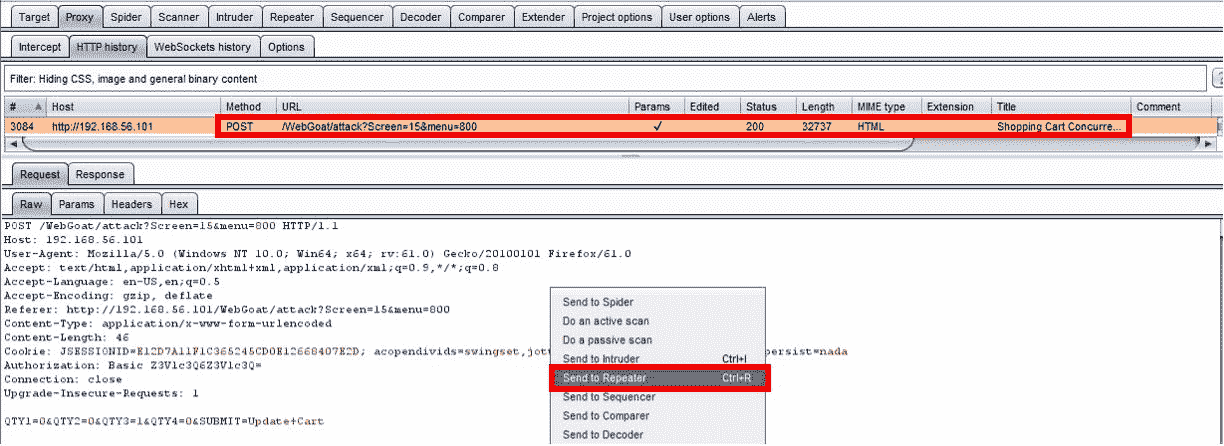 Target Proxy Spider Scanner Intruder Repeater Sequencer Decoder Comparer Extender Project options User options Alerts
Intercept HTTP history WebSockets history Options
Filter: Hiding CSS, image and general binary content
# Host Method URL Params Edited Status Length MIME type Extension Title Comment
3084 http://192.168.56.101 POST /WebGoat/attack?Screen=15&menu=800 ✓ 200 32737 HTML Shopping Cart Concurre...
Request Response
Raw Params Headers Hex
POST /WebGoat/attack?Screen=15&menu=800 HTTP/1.1
Host: 192.168.56.101
User-Agent: Mozilla/5.0 (Windows NT 10.0; Win64; x64; rv:61.0) Gecko/20100101 Firefox/61.0
Accept: text/html,application/xhtml+xml,application/xml;q=0.9,*/*;q=0.8
Accept-Language: en-US,en;q=0.5
Accept-Encoding: gzip, deflate
Referer: http://192.168.56.101/WebGoat/attack?Screen=15&menu=800
Content-Type: application/x-www-form-urlencoded
Content-Length: 46
Cookie: JSESSIONID=E12D7A11F1C365245CD0E12668407E2D; acopendivids=swingset,jott persist=nada
Authorization: Basic Z3Vlc3Q6Z3Vlc3Q=
Connection: close
Upgrade-Insecure-Requests: 1
QTY1=0&QTY2=0&QTY3=1&QTY4=0&SUBMIT=Update+Cart
Send to Spider
Do an active scan
Do a passive scan
Send to Intruder Ctrl+I
Send to Repeater Ctrl+R
Send to Sequencer
Send to Comparer
Send to Decoder